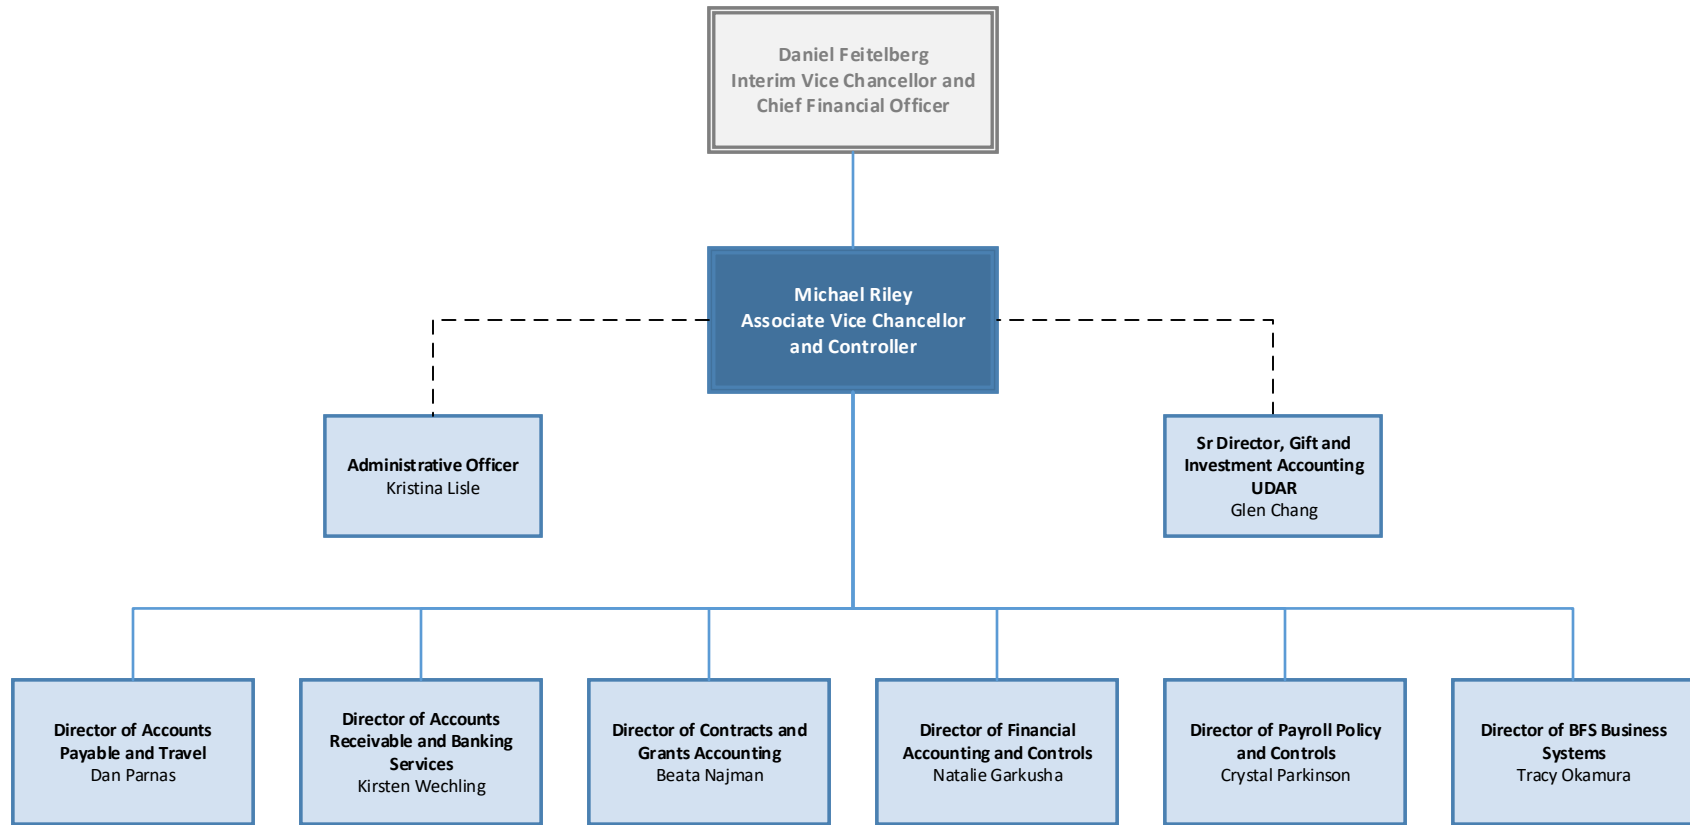 Daniel Feitelberg
Interim Vice Chancellor and
Chief Financial Officer
Michael Riley
Associate Vice Chancellor
and Controller
Administrative Officer
Kristina Lisle
Sr Director, Gift and
Investment Accounting
UDAR
Glen Chang
Director of Accounts
Payable and Travel
Dan Parnas
Director of Accounts
Receivable and Banking
Services
Kirsten Wechling
Director of Contracts and
Grants Accounting
Beata Najman
Director of Financial
Accounting and Controls
Natalie Garkusha
Director of Payroll Policy
and Controls
Crystal Parkinson
Director of BFS Business
Systems
Tracy Okamura